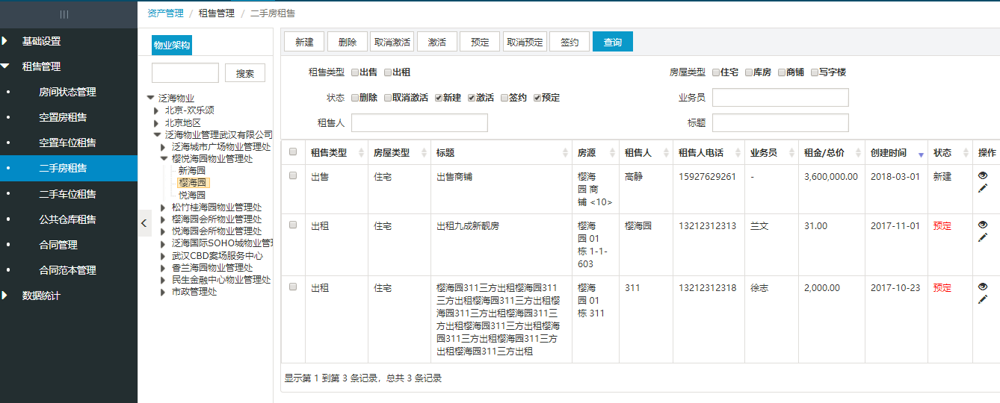 资产管理 / 租售管理 / 二手房租售
基础设置
租售管理
房间状态管理
空置房租售
空置车位租售
二手房租售
二手车位租售
公共仓库租售
合同管理
合同范本管理
数据统计
物业架构
搜索
泛海物业
北京-欢乐颂
北京地区
泛海物业管理武汉有限公司
泛海城市广场物业管理处
樱悦海园物业管理处
新海园
樱海园
悦海园
松竹桂海园物业管理处
樱海园会所物业管理处
悦海园会所物业管理处
泛海国际SOHO城物业管
武汉CBD案场服务中心
香兰海园物业管理处
民生金融中心物业管理处
市政管理处
新建 删除 取消激活 激活 预定 取消预定 签约 查询
租售类型 出售 出租 房屋类型 住宅 库房 商铺 写字楼
状态 删除 取消激活 新建 激活 签约 预定 业务员
租售人 标题
租售类型 房屋类型 标题 房源 租售人 租售人电话 业务员 租金/总价 创建时间 状态 操作
出售 住宅 出售商铺 樱海 高静 15927629261 - 3,600,000.00 2018-03-01 新建
园 商
铺 <10>
出租 住宅 出租九成新靓房 樱海 樱海园 13212312313 兰文 31.00 2017-11-01 预定
园 01
栋 1-1-
603
出租 住宅 樱海园311三方出租樱海园311 樱海 311 13212312318 徐志 2,000.00 2017-10-23 预定
三方出租樱海园311三方出租樱 园 01
海园311三方出租樱海园311三 栋 311
方出租樱海园311三方出租樱海
园311三方出租樱海园311三方
出租樱海园311三方出租
显示第 1 到第 3 条记录，总共 3 条记录